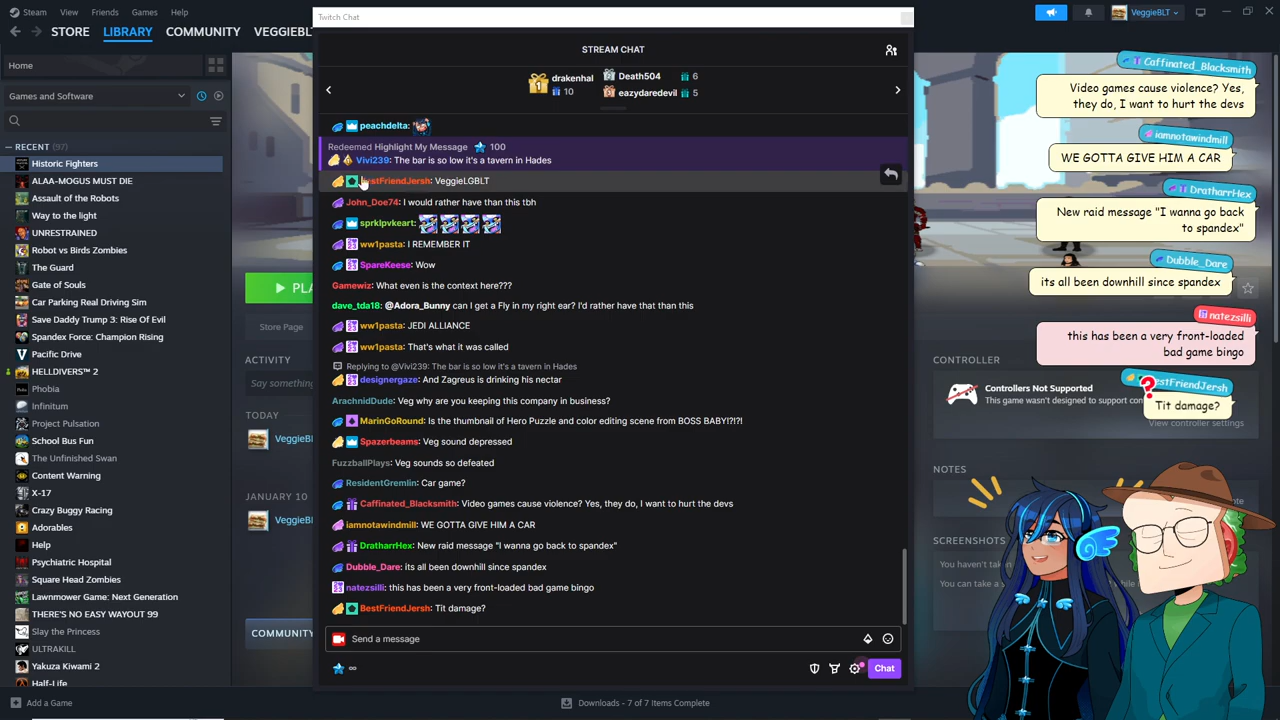 Steam View Friends Games Help
VeggieBLT
STORE LIBRARY COMMUNITY VEGGIEBL
Home
Games and Software
RECENT (97)
Historic Fighters
ALAA-MOGUS MUST DIE
Assault of the Robots
Way to the light
UNRESTRAINED
Robot vs Birds Zombies
The Guard
Gate of Souls
Car Parking Real Driving Sim
Save Daddy Trump 3: Rise Of Evil
Spandex Force: Champion Rising
Pacific Drive
HELLDIVERS™ 2
Phobia
Infinitum
Project Pulsation
School Bus Fun
The Unfinished Swan
Content Warning
X-17
Crazy Buggy Racing
Adorables
Help
Psychiatric Hospital
Square Head Zombies
Lawnmower Game: Next Generation
THERE'S NO EASY WAYOUT 99
Slay the Princess
ULTRAKILL
Yakuza Kiwami 2
Half-Life
Add a Game
PLA
Store Page
ACTIVITY
Say something
TODAY
VeggieB
JANUARY 10
VeggieB
COMMUNITY
Twitch Chat
STREAM CHAT
1 drakenhal 10
Death504 6
eazydaredevil 5
peachdelta:
Redeemed Highlight My Message 100
Vivi239: The bar is so low it's a tavern in Hades
estFriendJersh: VeggieLGBLT
John_Doe74: I would rather have than this tbh
sprklpvkeart:
ww1pasta: I REMEMBER IT
SpareKeese: Wow
Gamewiz: What even is the context here???
dave_tda18: @Adora_Bunny can I get a Fly in my right ear? I'd rather have that than this
ww1pasta: JEDI ALLIANCE
ww1pasta: That's what it was called
Replying to @Vivi239: The bar is so low it's a tavern in Hades
designergaze: And Zagreus is drinking his nectar
ArachnidDude: Veg why are you keeping this company in business?
MarinGoRound: Is the thumbnail of Hero Puzzle and color editing scene from BOSS BABY!?!?!
Spazerbeams: Veg sound depressed
FuzzballPlays: Veg sounds so defeated
ResidentGremlin: Car game?
Caffinated_Blacksmith: Video games cause violence? Yes, they do, I want to hurt the devs
iamnotawindmill: WE GOTTA GIVE HIM A CAR
DratharrHex: New raid message "I wanna go back to spandex"
Dubble_Dare: its all been downhill since spandex
natezsilli: this has been a very front-loaded bad game bingo
BestFriendJersh: Tit damage?
Send a message
Chat
Downloads - 7 of 7 Items Complete
Caffinated_Blacksmith
Video games cause violence? Yes,
they do, I want to hurt the devs
iamnotawindmill
WE GOTTA GIVE HIM A CAR
DratharrHex
New raid message "I wanna go back
to spandex"
Dubble_Dare
its all been downhill since spandex
natezsilli
this has been a very front-loaded
bad game bingo
estFriendJersh
Tit damage?
CONTROLLER
Controllers Not Supported
This game wasn't designed to support con
View controller settings
NOTES
SCREENSHOTS
You haven't taken
You can take a